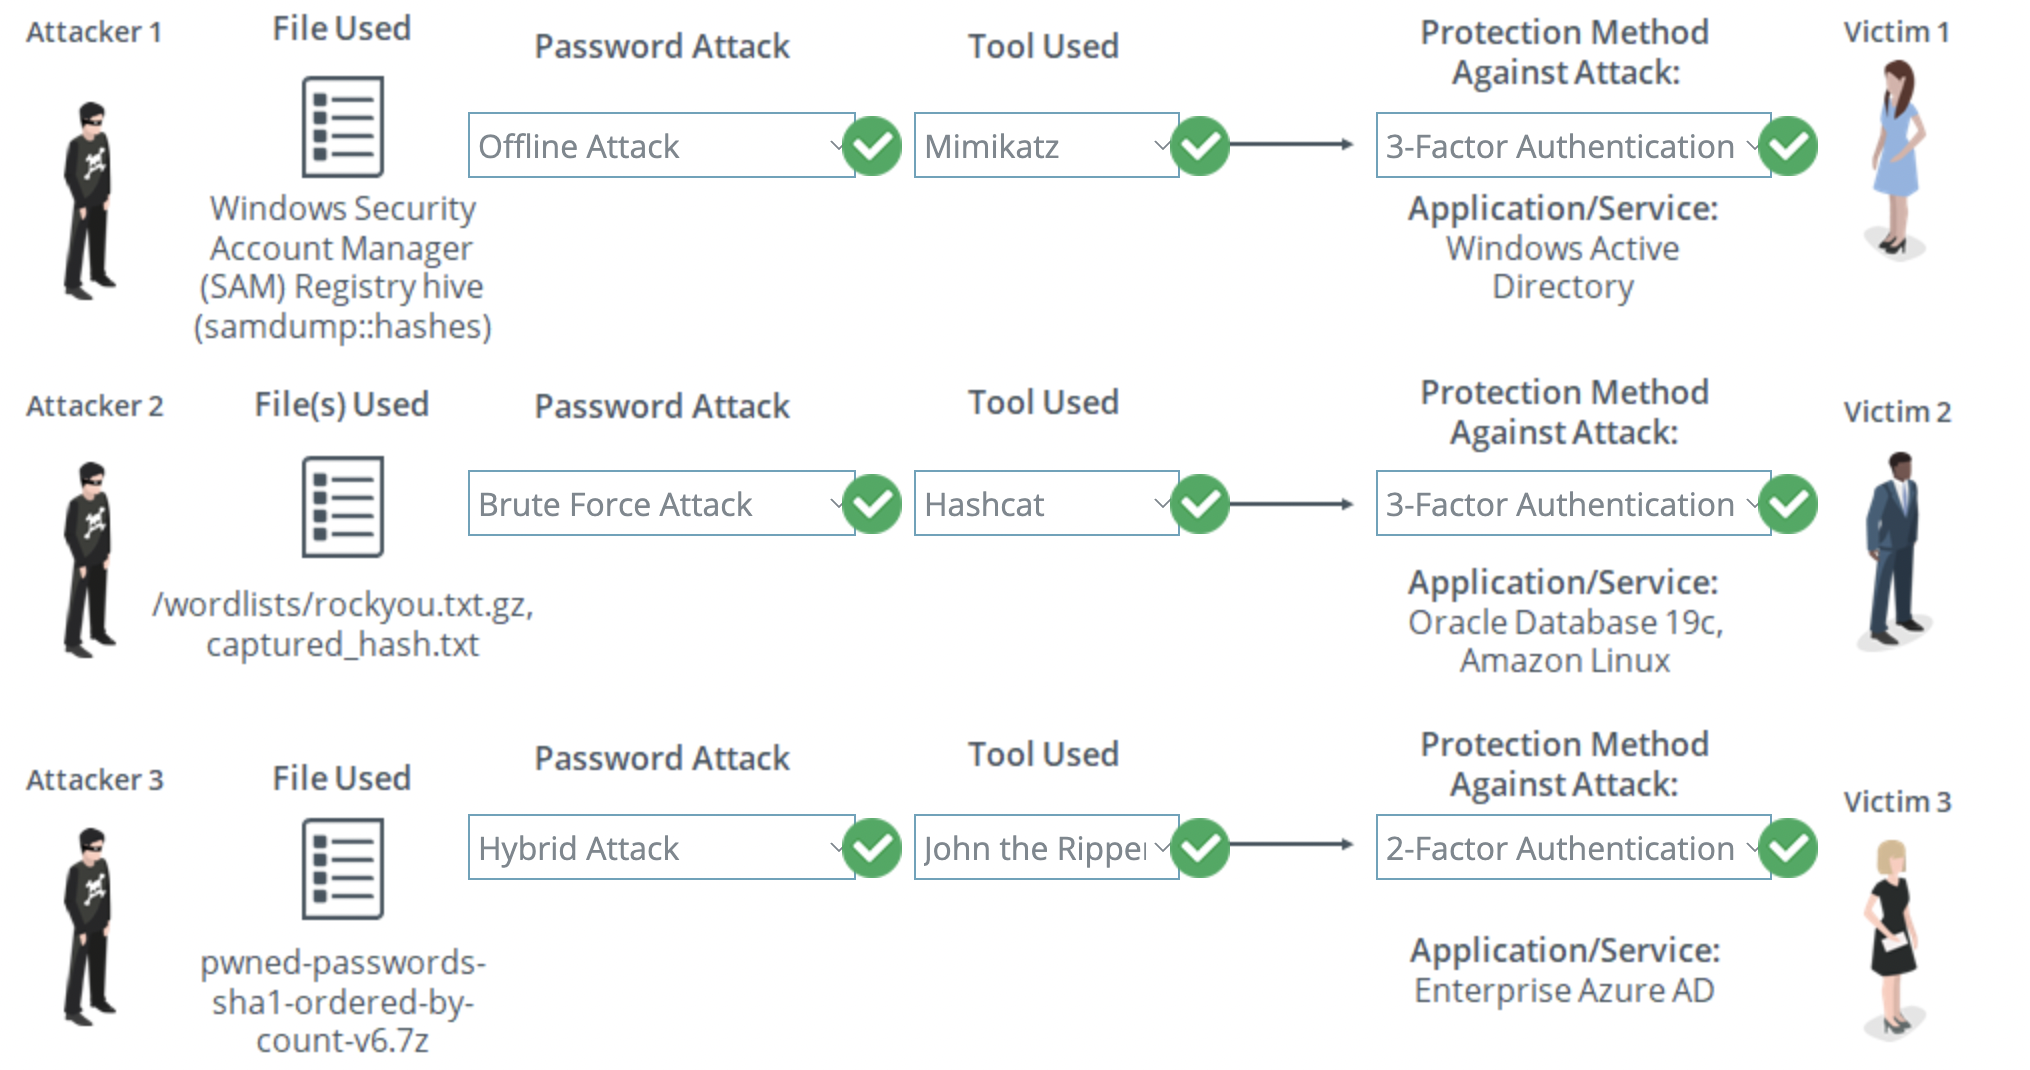 Attacker 1
File Used
Password Attack
Tool Used
Protection Method
Against Attack:
Victim 1
Offline Attack
Mimikatz
3-Factor Authentication
Windows Security
Account Manager
(SAM) Registry hive
(samdump::hashes)
Application/Service:
Windows Active
Directory
Attacker 2
File(s) Used
Password Attack
Tool Used
Protection Method
Against Attack:
Victim 2
Brute Force Attack
Hashcat
3-Factor Authentication
/wordlists/rockyou.txt.gz,
captured_hash.txt
Application/Service:
Oracle Database 19c,
Amazon Linux
Attacker 3
File Used
Password Attack
Tool Used
Protection Method
Against Attack:
Victim 3
Hybrid Attack
John the Ripper
2-Factor Authentication
pwned-passwords-
sha1-ordered-by-
count-v6.7z
Application/Service:
Enterprise Azure AD